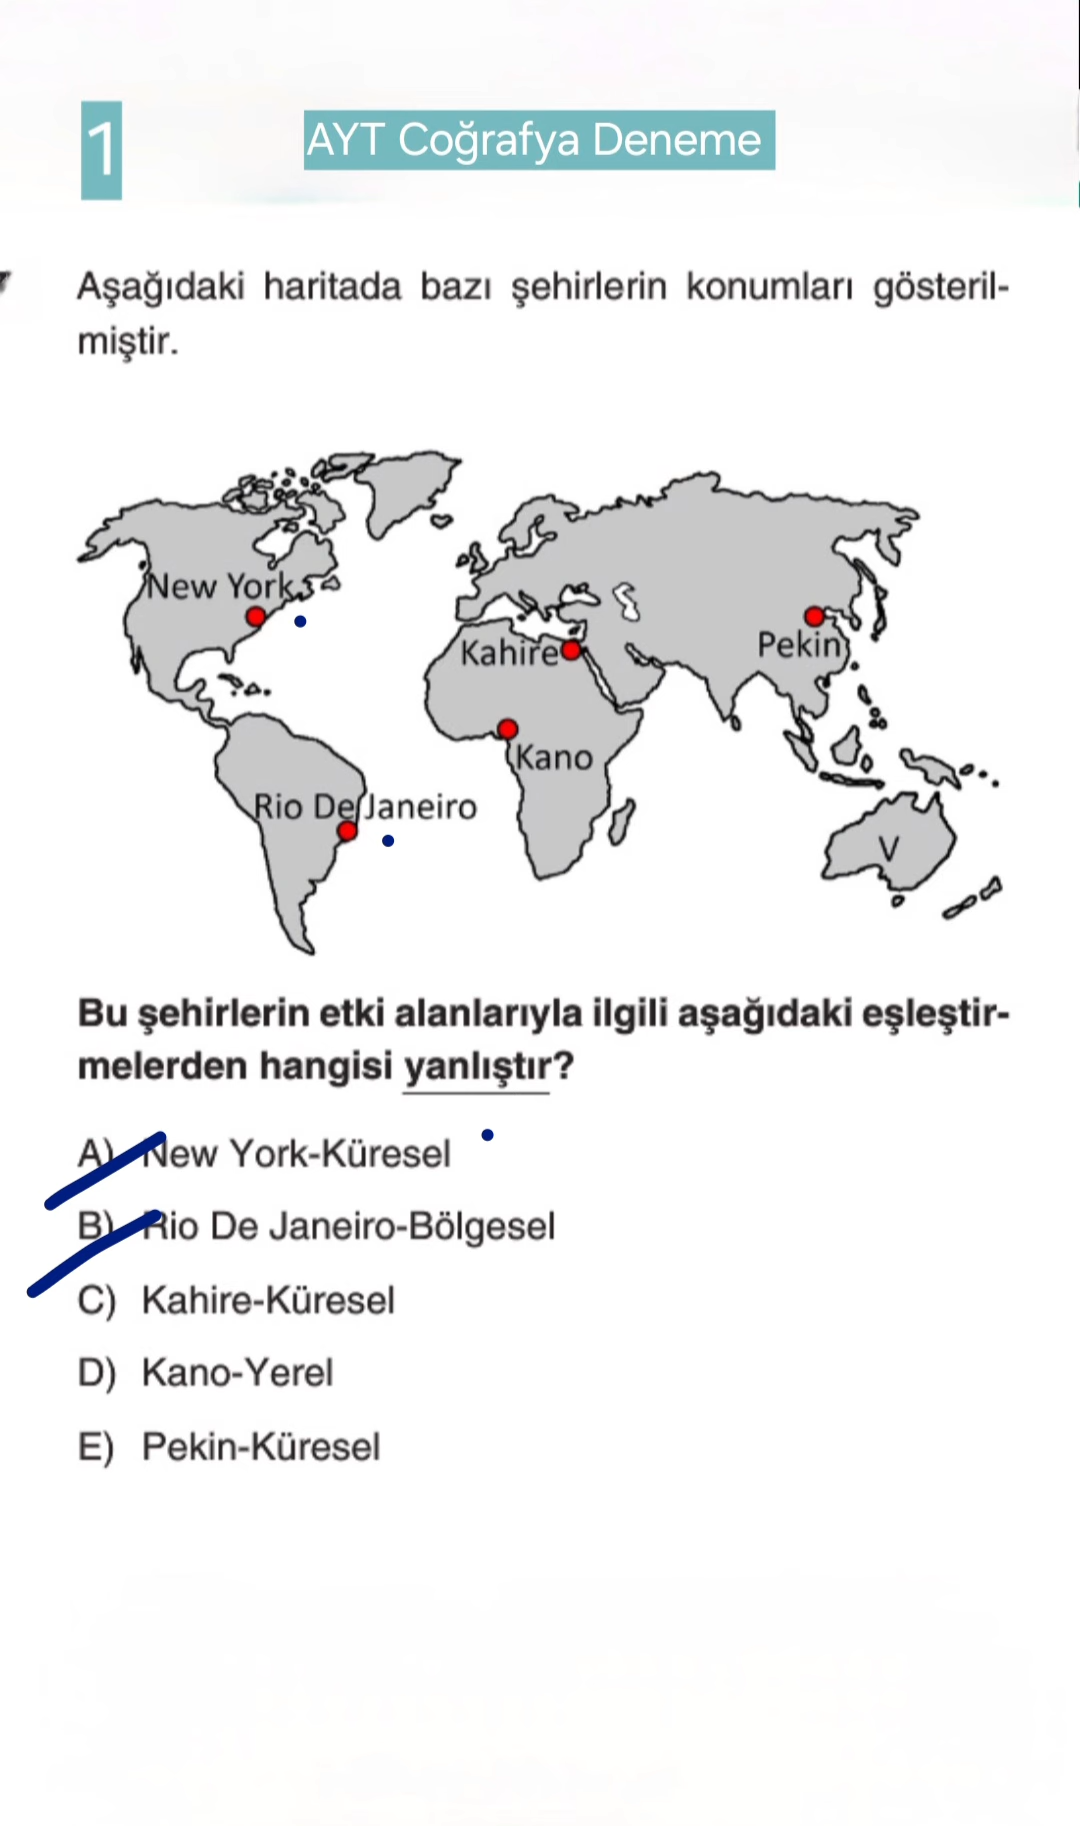 1
AYT Coğrafya Deneme
Aşağıdaki haritada bazı şehirlerin konumları gösteril-
miştir.
New York
Kahire
Pekin
Kano
Rio De Janeiro
V
Bu şehirlerin etki alanlarıyla ilgili aşağıdaki eşleştir-
melerden hangisi yanlıştır?
A) New York-Küresel
B) Rio De Janeiro-Bölgesel
C) Kahire-Küresel
D) Kano-Yerel
E) Pekin-Küresel